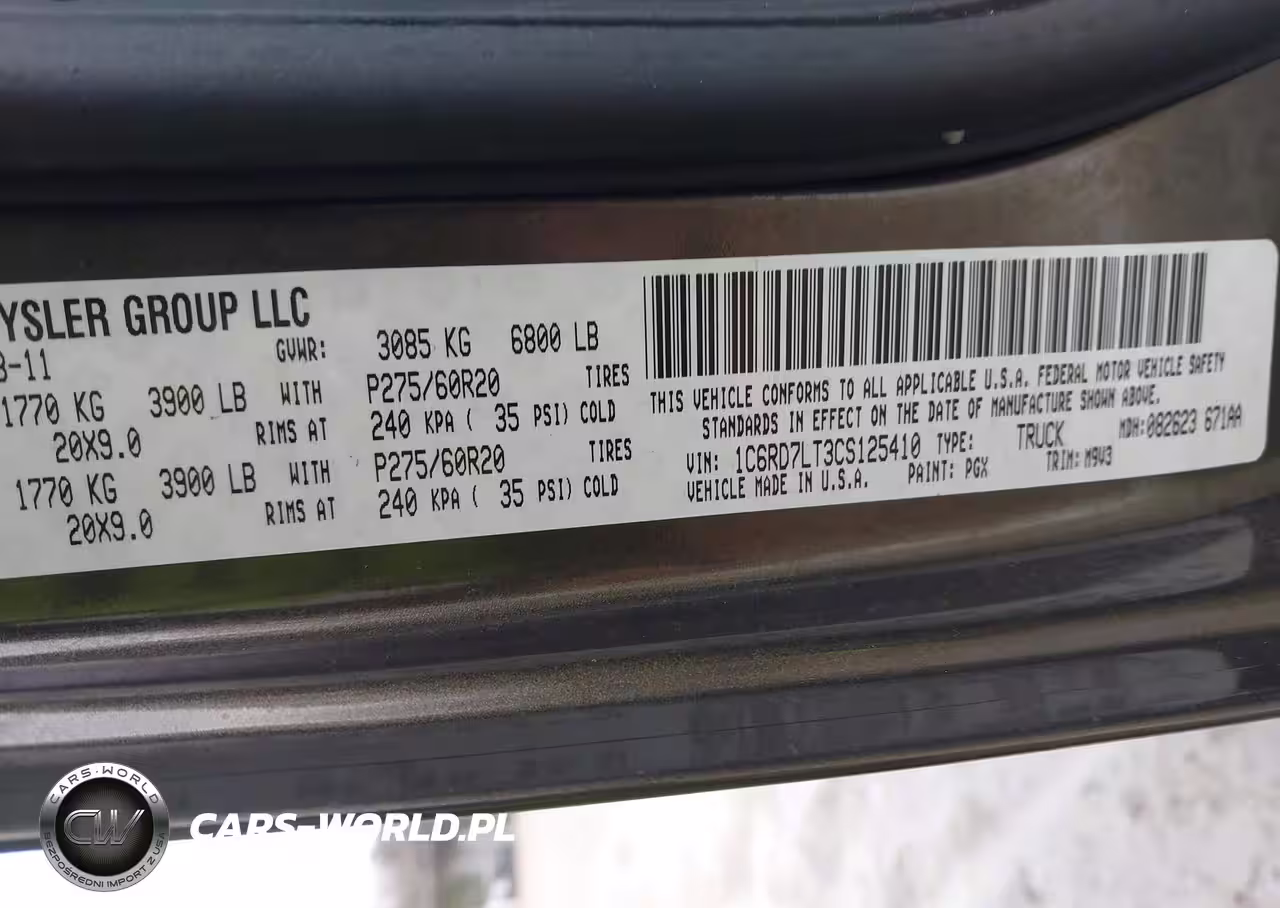 YSLER GROUP LLC
3-11 GVWR: 3085 KG 6800 LB
1770 KG 3900 LB WITH P275/60R20 TIRES
20X9.0 RIMS AT 240 KPA ( 35 PSI) COLD
1770 KG 3900 LB WITH P275/60R20 TIRES
20X9.0 RIMS AT 240 KPA ( 35 PSI) COLD
THIS VEHICLE CONFORMS TO ALL APPLICABLE U.S.A. FEDERAL MOTOR VEHICLE SAFETY
STANDARDS IN EFFECT ON THE DATE OF MANUFACTURE SHOWN ABOVE.
VIN: 1C6RD7LT3CS125410 TYPE: TRUCK MDH:082623 671AA
VEHICLE MADE IN U.S.A. PAINT: PGX TRIM: M9V3
CARS-WORLD
CW
BEZPOŚREDNI IMPORT Z USA
CARS-WORLD.PL